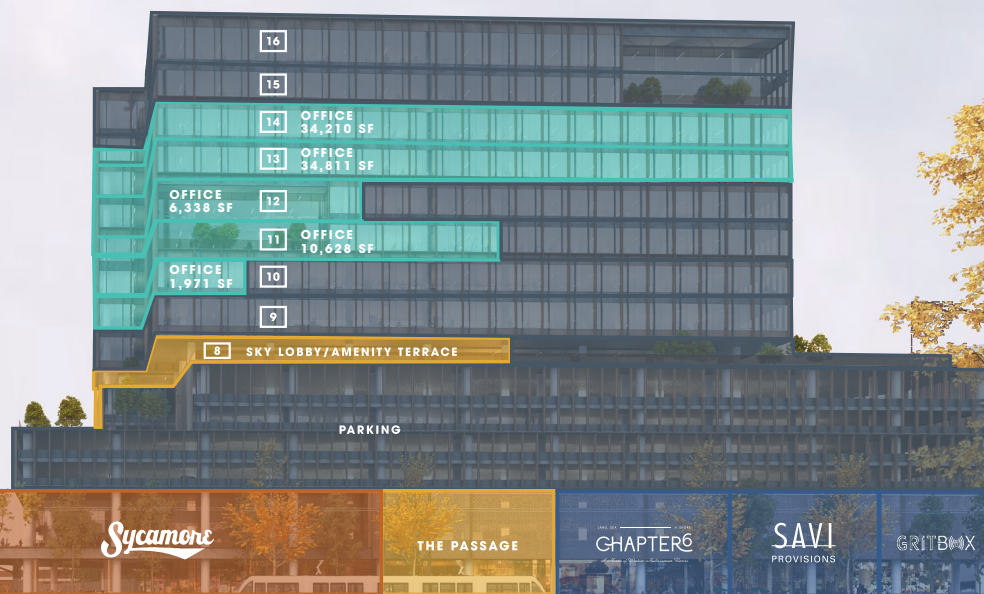 16
15
14 OFFICE
34,210 SF
13 OFFICE
34,811 SF
OFFICE
6,338 SF 12
11 OFFICE
10,628 SF
OFFICE
1,971 SF 10
9
8 SKY LOBBY/AMENITY TERRACE
PARKING
Sycamore
THE PASSAGE
CHAPTER6
SAVI
PROVISIONS
GRITBOX